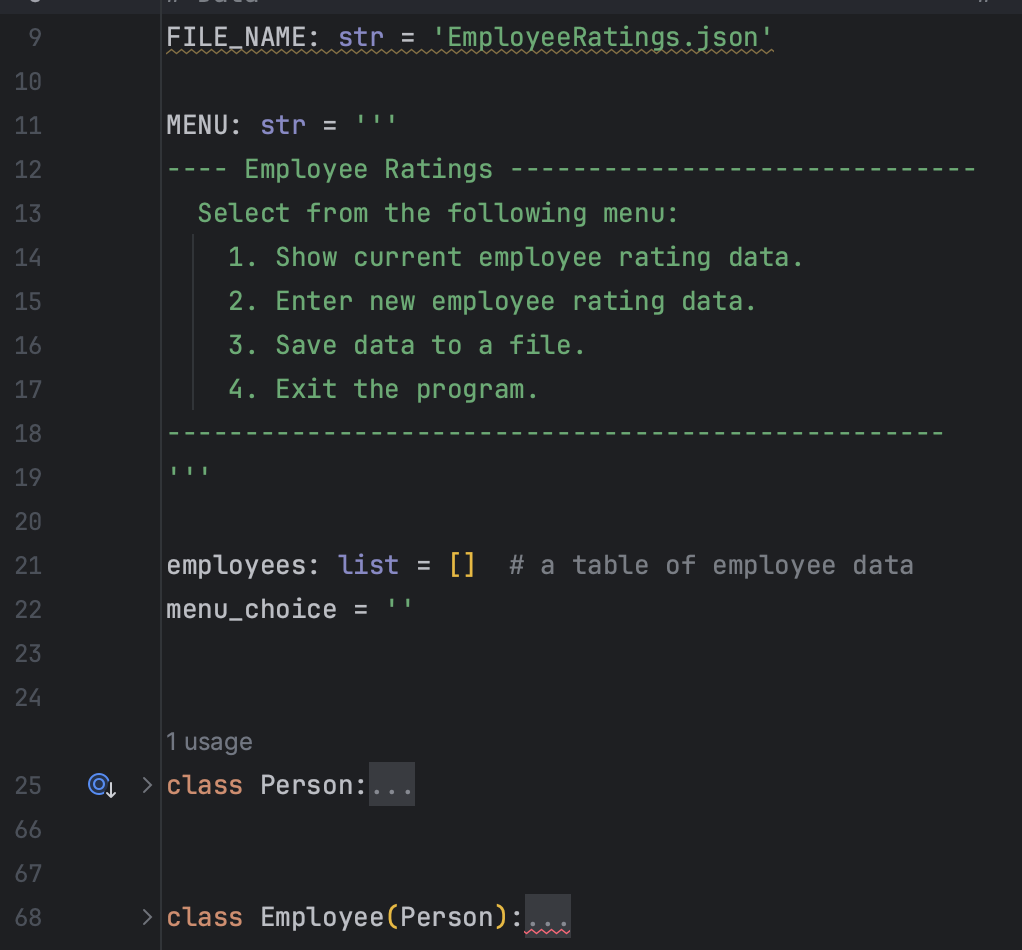 9 FILE_NAME: str = 'EmployeeRatings.json'
10
11 MENU: str = '''
12 ---- Employee Ratings ------------------------------
13   Select from the following menu:
14     1. Show current employee rating data.
15     2. Enter new employee rating data.
16     3. Save data to a file.
17     4. Exit the program.
18 --------------------------------------------------
19 '''
20
21 employees: list = []  # a table of employee data
22 menu_choice = ''
23
24
1 usage
25 class Person:...
66
67
68 class Employee(Person):...